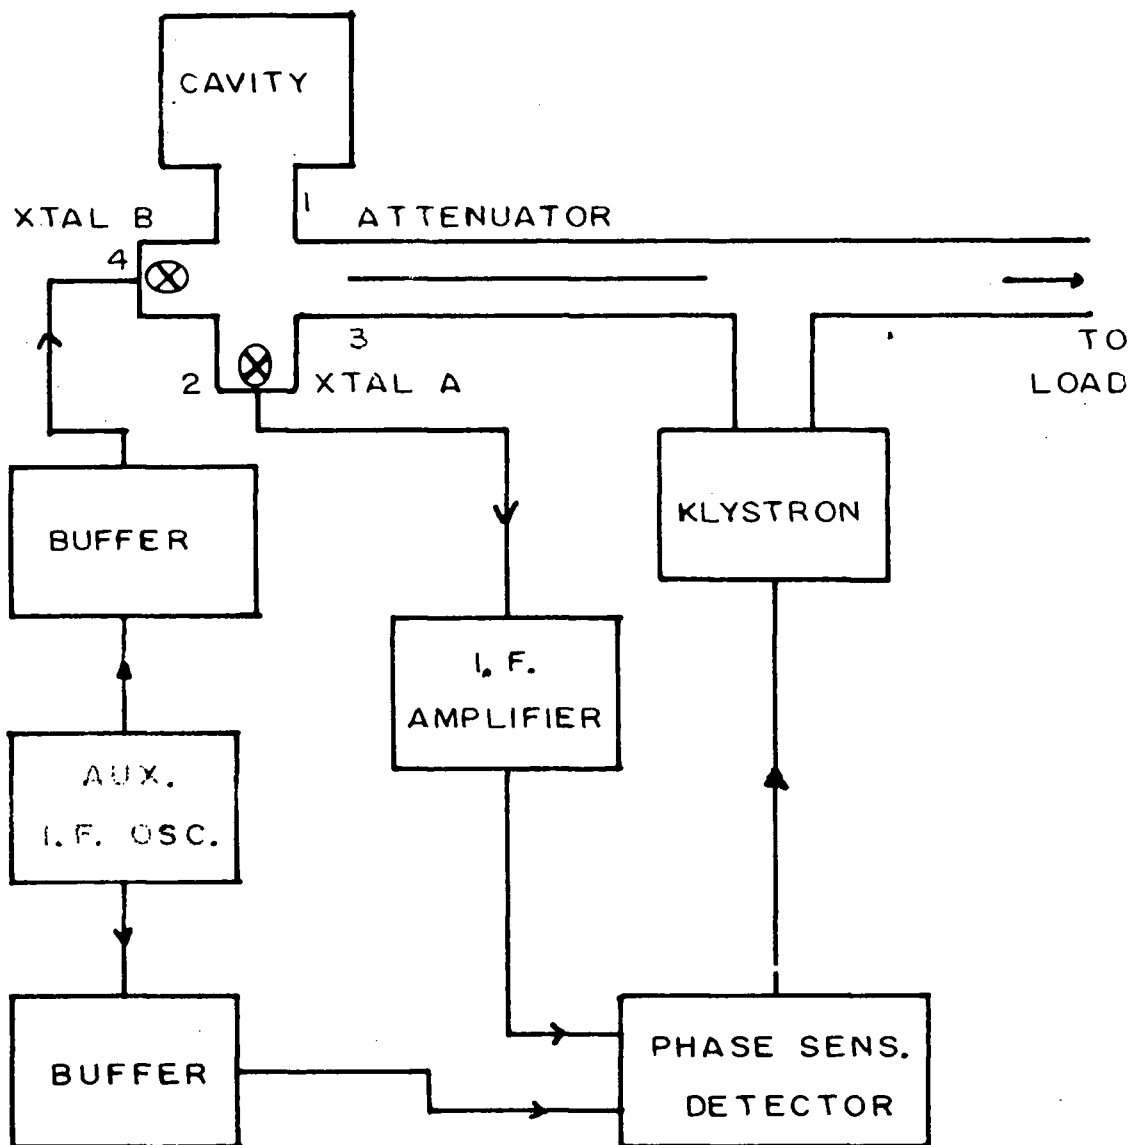 CAVITY
1
XTAL B
ATTENUATOR
4
3
TO
2
XTAL A
LOAD
KLYSTRON
BUFFER
I.F.
AMPLIFIER
AUX.
I.F. OSC.
BUFFER
PHASE SENS.
DETECTOR